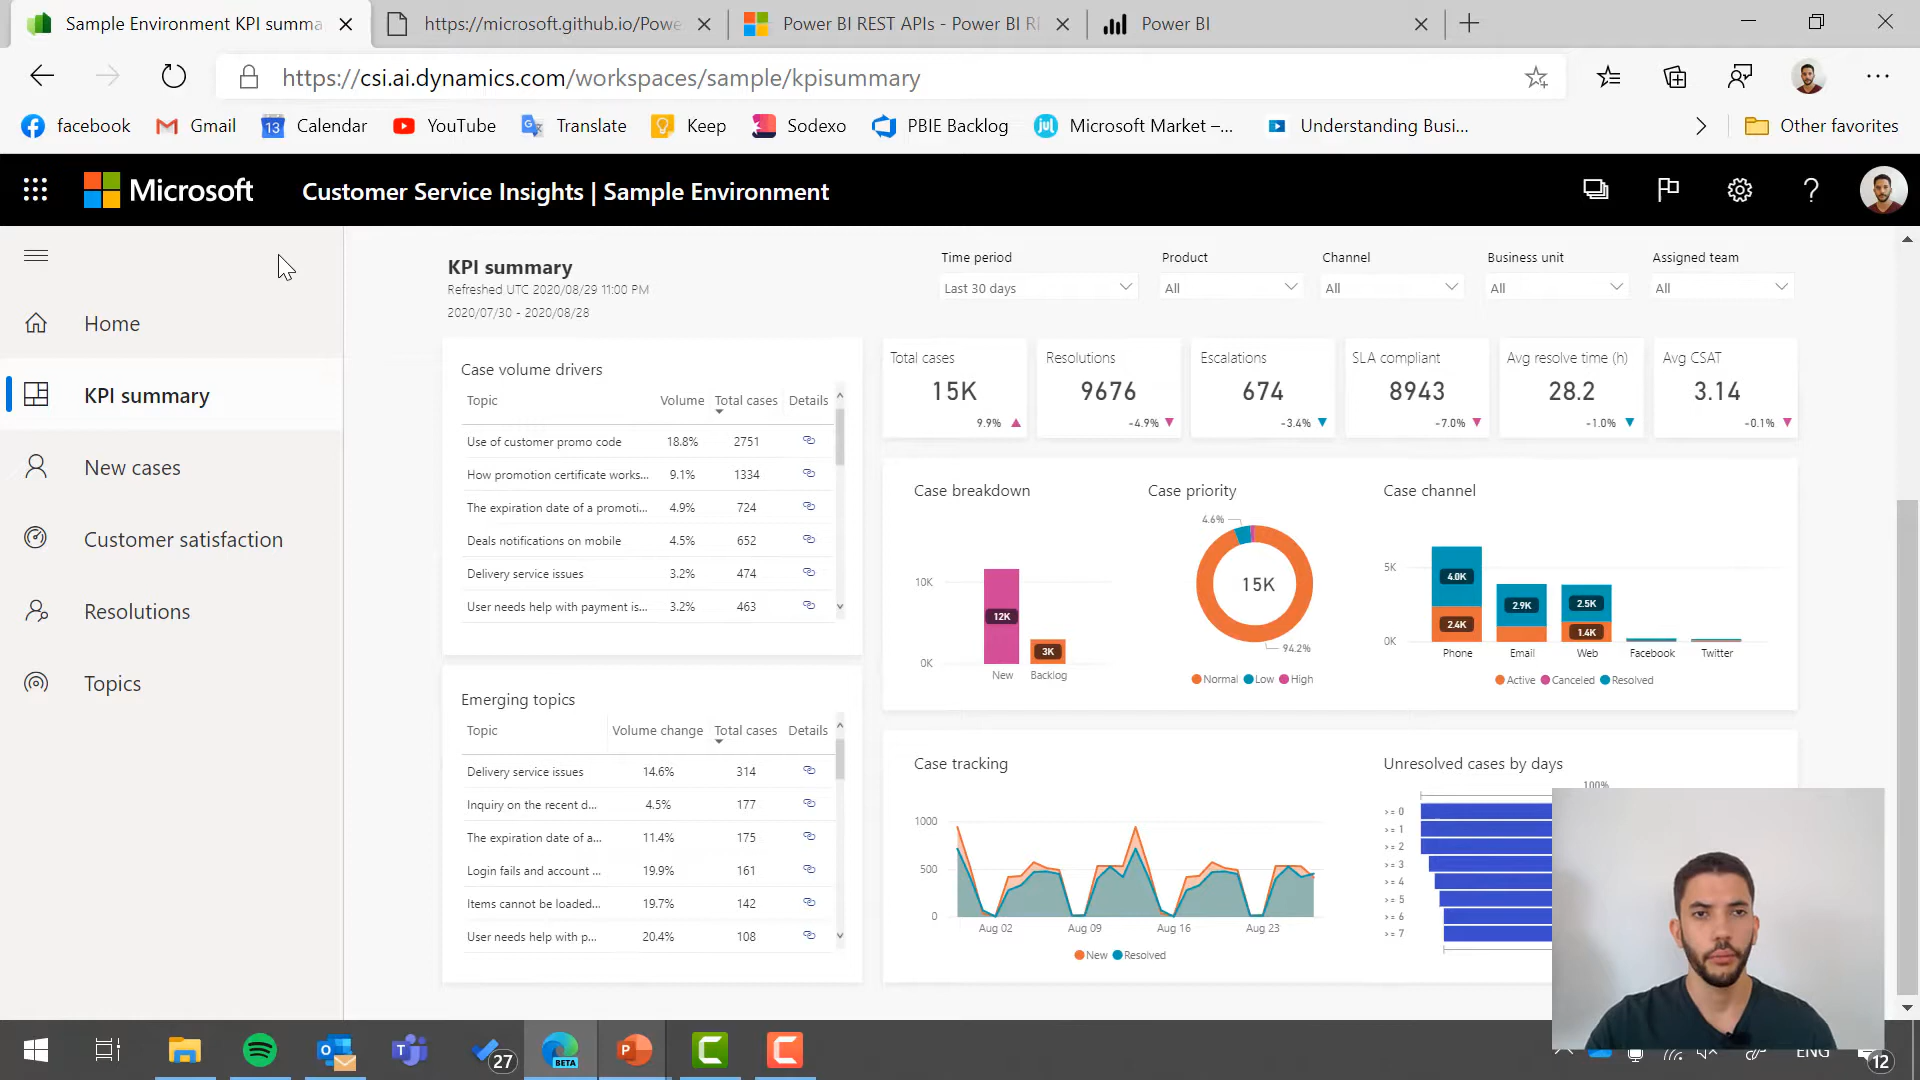 Sample Environment KPI summa
https://microsoft.github.io/Powe
Power BI REST APIs - Power BI RE
Power BI
https://csi.ai.dynamics.com/workspaces/sample/kpisummary
facebook
Gmail
13
Calendar
YouTube
Translate
Keep
Sodexo
PBIE Backlog
jul
Microsoft Market –...
Understanding Busi...
Other favorites
Microsoft
Customer Service Insights | Sample Environment
?
Home
KPI summary
New cases
Customer satisfaction
Resolutions
Topics
KPI summary
Refreshed UTC 2020/08/29 11:00 PM
2020/07/30 - 2020/08/28
Time period
Last 30 days
Product
All
Channel
All
Business unit
All
Assigned team
All
Case volume drivers
Topic Volume Total cases Details
Use of customer promo code 18.8% 2751
How promotion certificate works... 9.1% 1334
The expiration date of a promoti... 4.9% 724
Deals notifications on mobile 4.5% 652
Delivery service issues 3.2% 474
User needs help with payment is... 3.2% 463
Emerging topics
Topic Volume change Total cases Details
Delivery service issues 14.6% 314
Inquiry on the recent d... 4.5% 177
The expiration date of a... 11.4% 175
Login fails and account ... 19.9% 161
Items cannot be loaded... 19.7% 142
User needs help with p... 20.4% 108
Total cases
15K
9.9%
Resolutions
9676
-4.9%
Escalations
674
-3.4%
SLA compliant
8943
-7.0%
Avg resolve time (h)
28.2
-1.0%
Avg CSAT
3.14
-0.1%
Case breakdown
10K
0K
12K
3K
New
Backlog
Case priority
4.6%
15K
94.2%
Normal Low High
Case channel
5K
0K
4.0K
2.4K
2.9K
2.5K
1.4K
Phone Email Web Facebook Twitter
Active Canceled Resolved
Case tracking
1000
500
0
Aug 02 Aug 09 Aug 16 Aug 23
New Resolved
Unresolved cases by days
100%
>= 0
>= 1
>= 2
>= 3
>= 4
>= 5
>= 6
>= 7
27
BETA
ENG
12